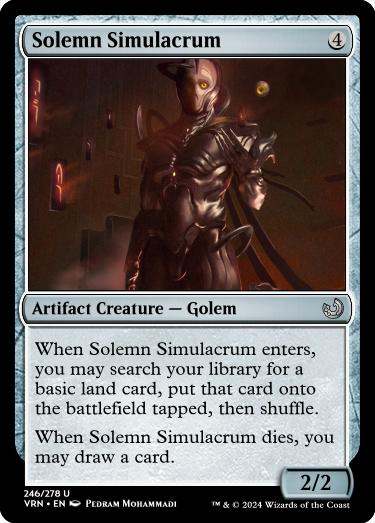 Solemn Simulacrum 4
Artifact Creature — Golem
When Solemn Simulacrum enters,
you may search your library for a
basic land card, put that card onto
the battlefield tapped, then shuffle.
When Solemn Simulacrum dies, you
may draw a card.
2/2
246/278 U
VRN • EN Pedram Mohammadi ™ & © 2024 Wizards of the Coast